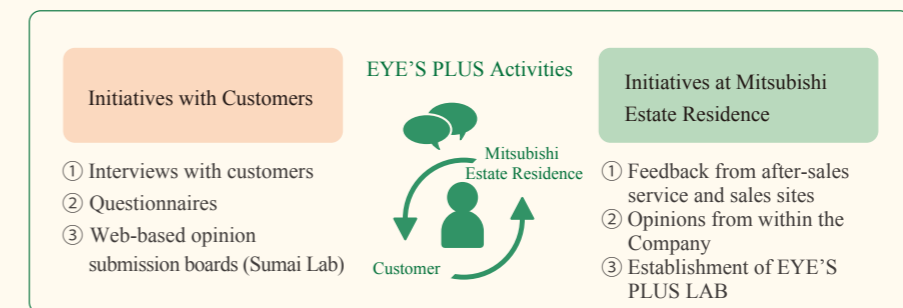 Initiatives with Customers
① Interviews with customers
② Questionnaires
③ Web-based opinion
submission boards (Sumai Lab)
EYE’S PLUS Activities
Mitsubishi
Estate Residence
Customer
Initiatives at Mitsubishi
Estate Residence
① Feedback from after-sales
service and sales sites
② Opinions from within the
Company
③ Establishment of EYE’S
PLUS LAB